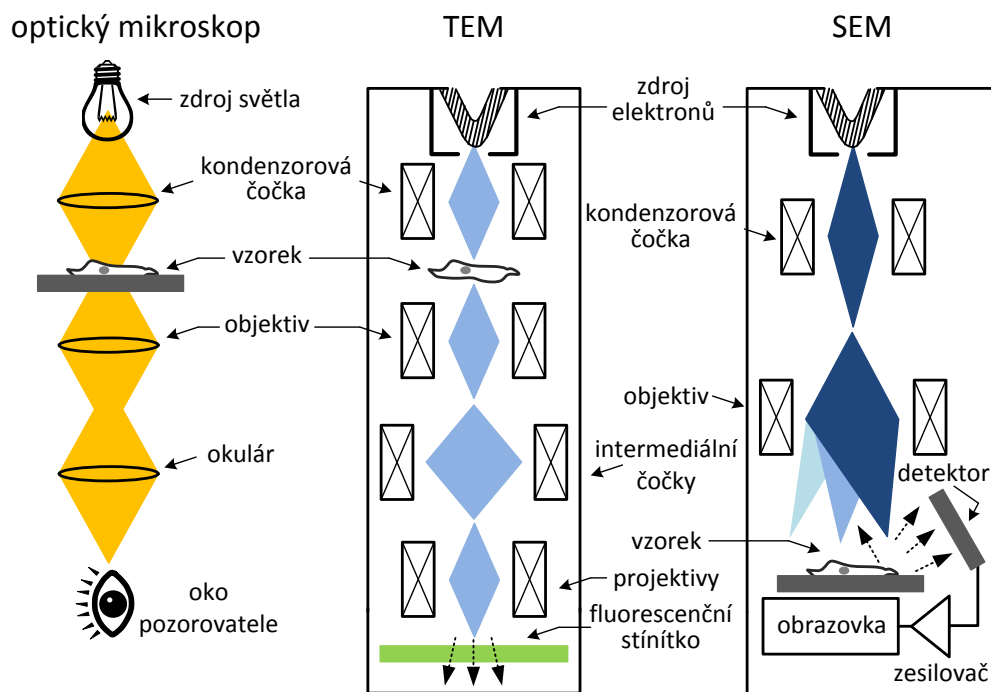 optický mikroskop
TEM
SEM
zdroj světla
zdroj
elektronů
kondenzorová
čočka
kondenzorová
čočka
vzorek
objektiv
objektiv
okulár
intermediální
čočky
detektor
vzorek
projektivy
oko
pozorovatele
fluorescenční
stínítko
obrazovka
zesilovač